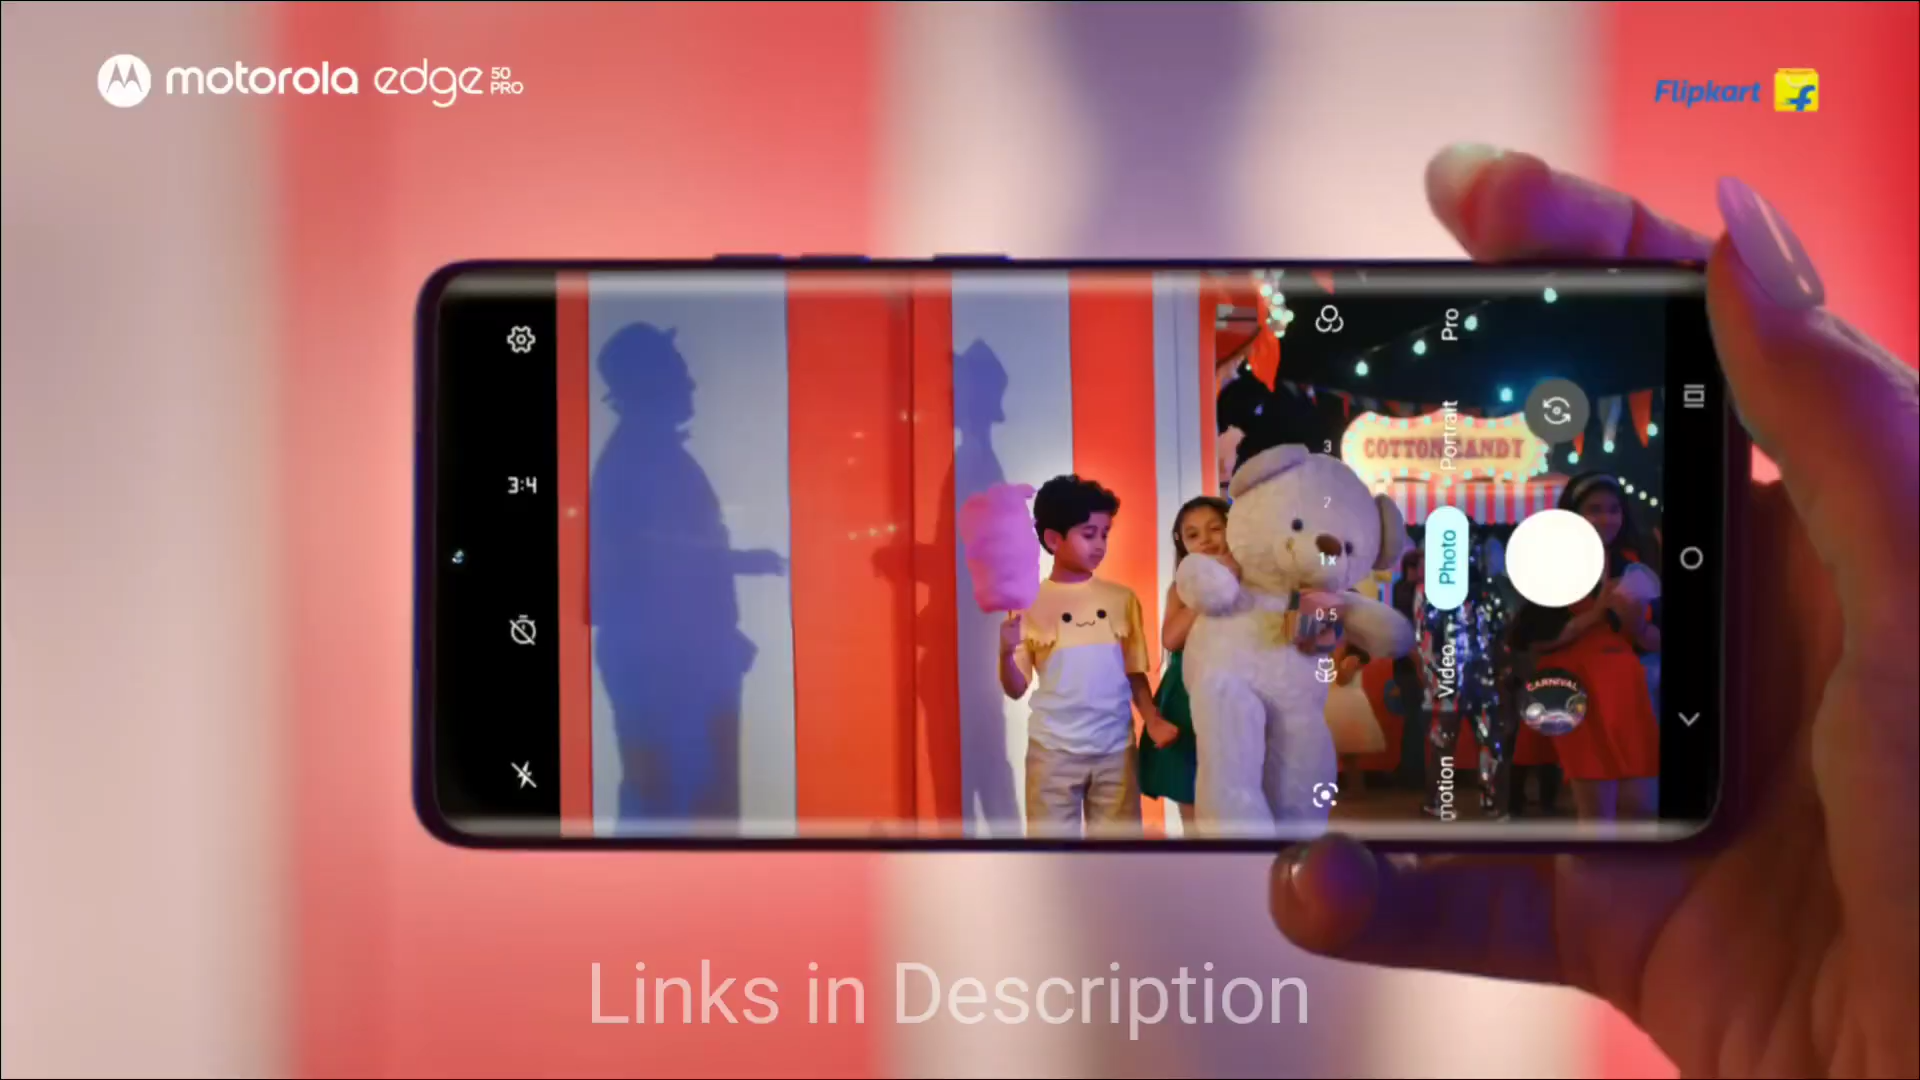 motorola edge 50 PRO
Flipkart
3:4
Pro
Portrait
Photo
Video
motion
3
2
1x
0.5
COTTON CANDY
CARNIVAL
Links in Description